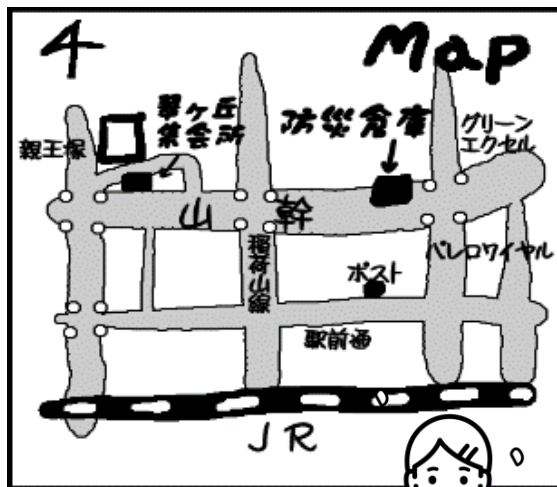 4
Map
翠ヶ丘
集会所
防災倉庫
グリーン
エクセル
親王塚
山幹
稲荷山線
パレロワイヤル
ポスト
駅前通
JR